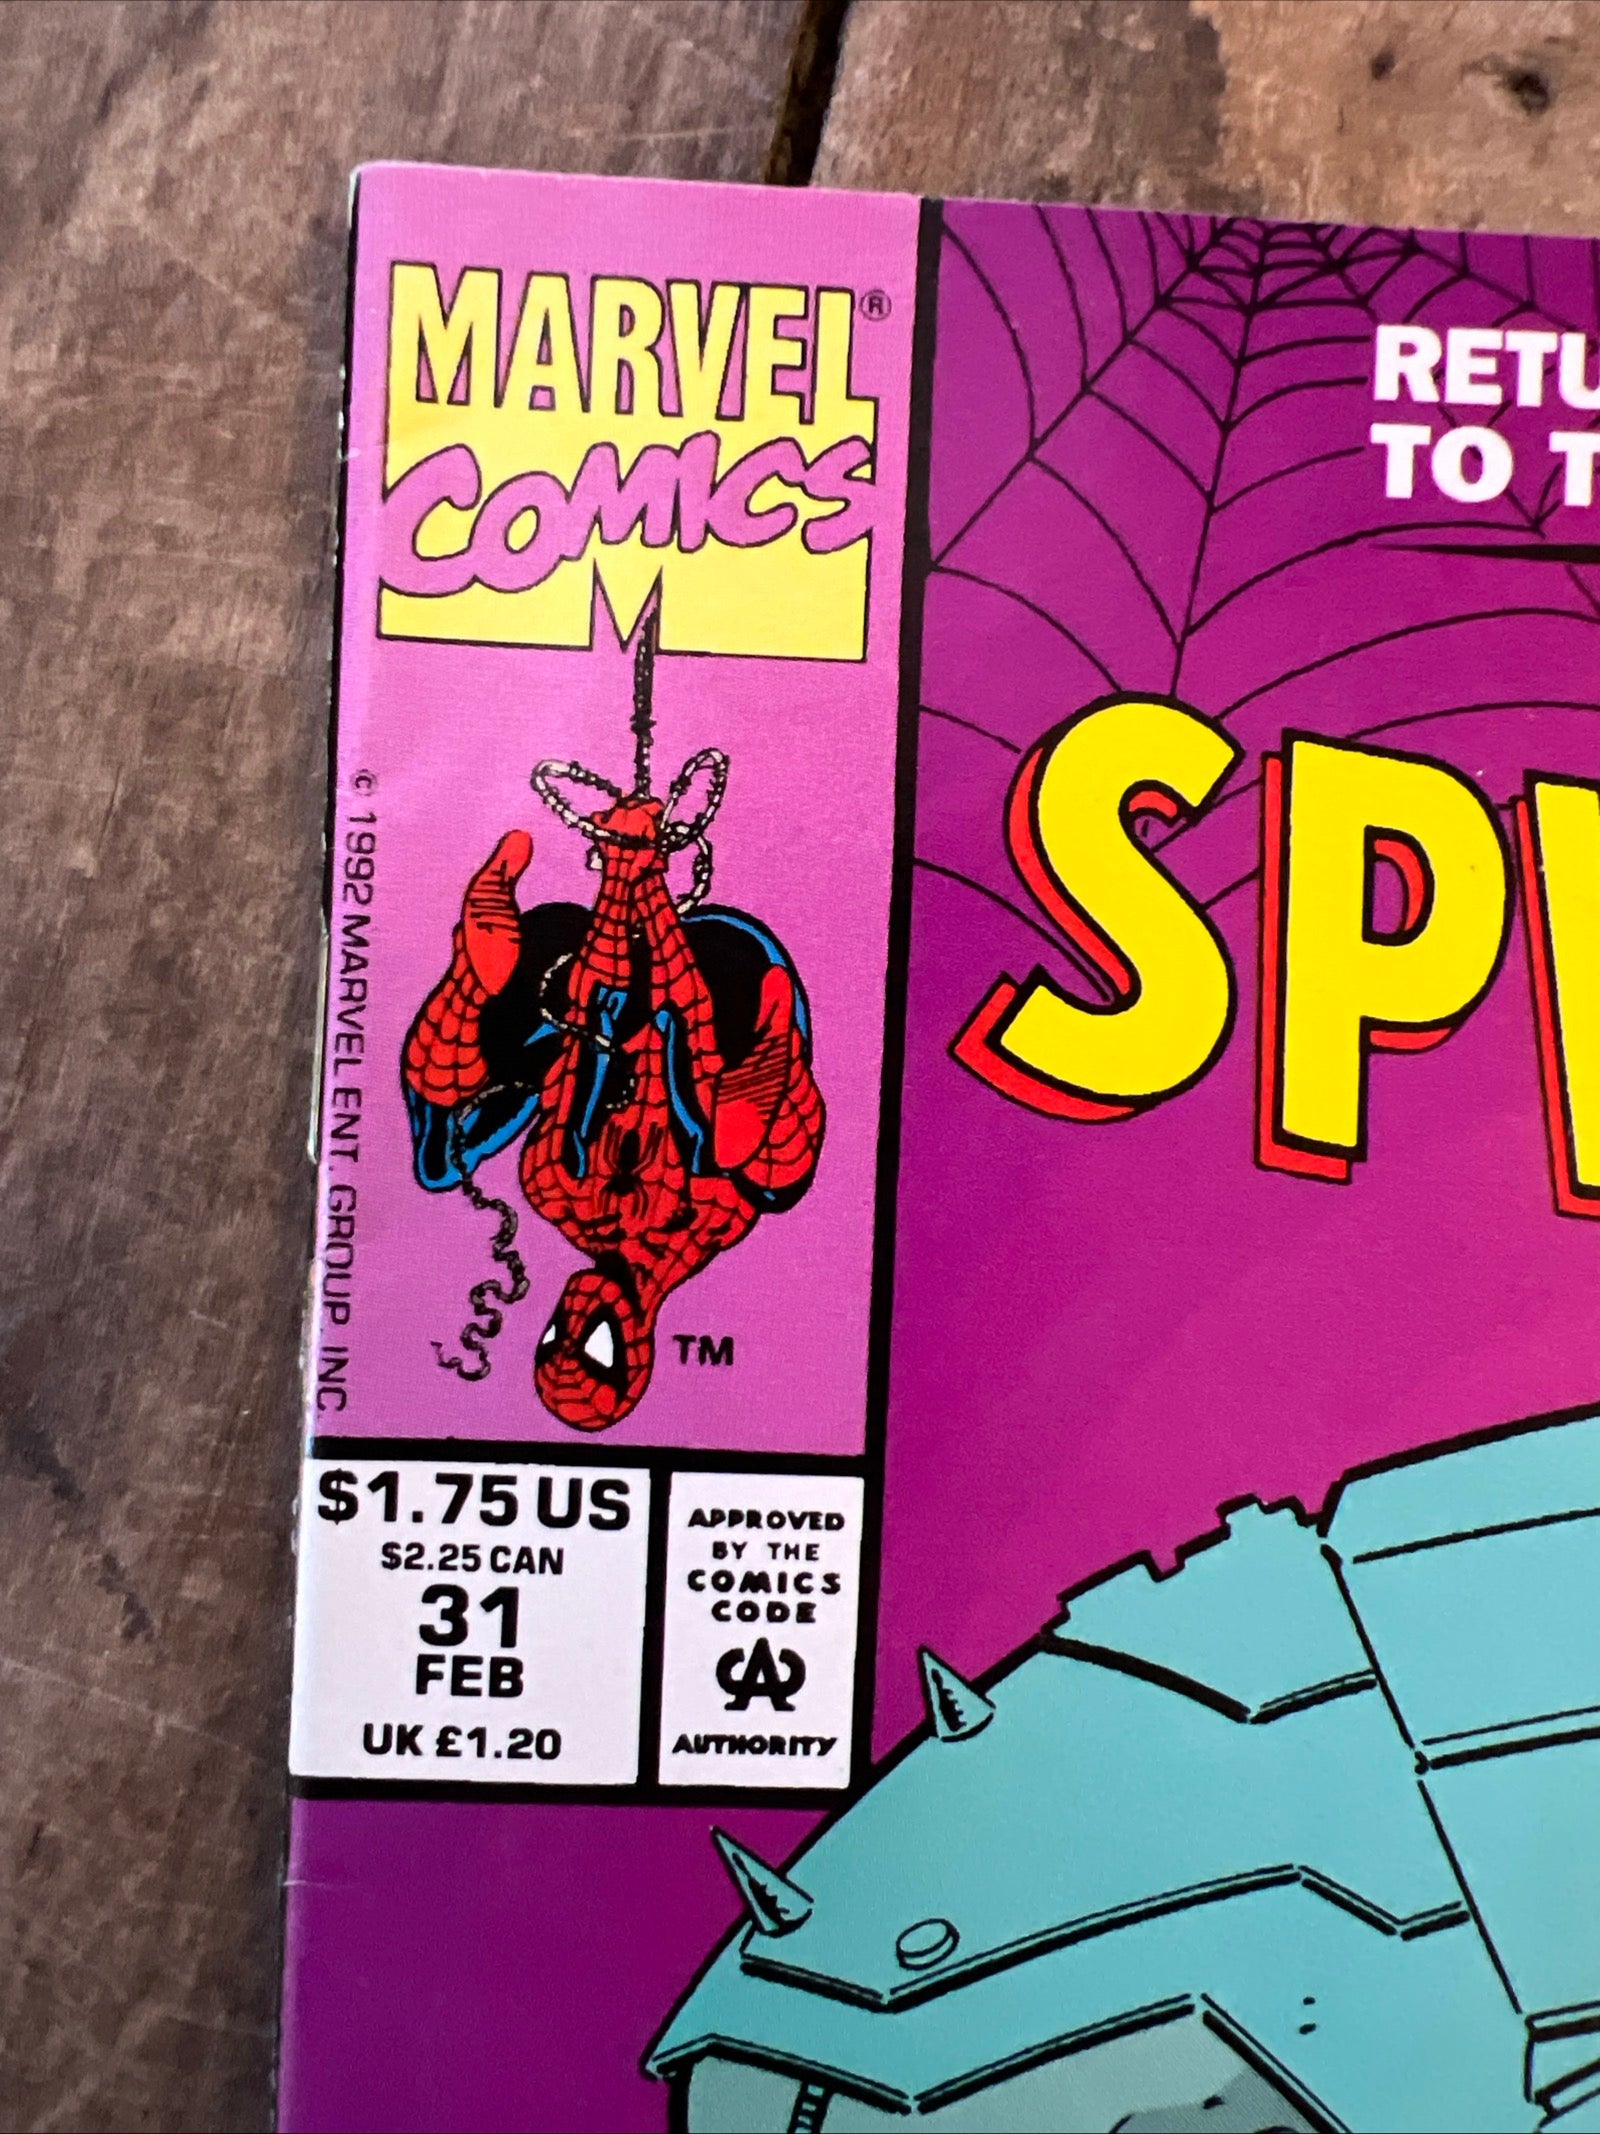 MARVEL®
COMICS
© 1992 MARVEL ENT. GROUP, INC.
TM
$1.75 US
$2.25 CAN
31
FEB
UK £1.20
APPROVED
BY THE
COMICS
CODE
CA
AUTHORITY
RETU
TO T
SP